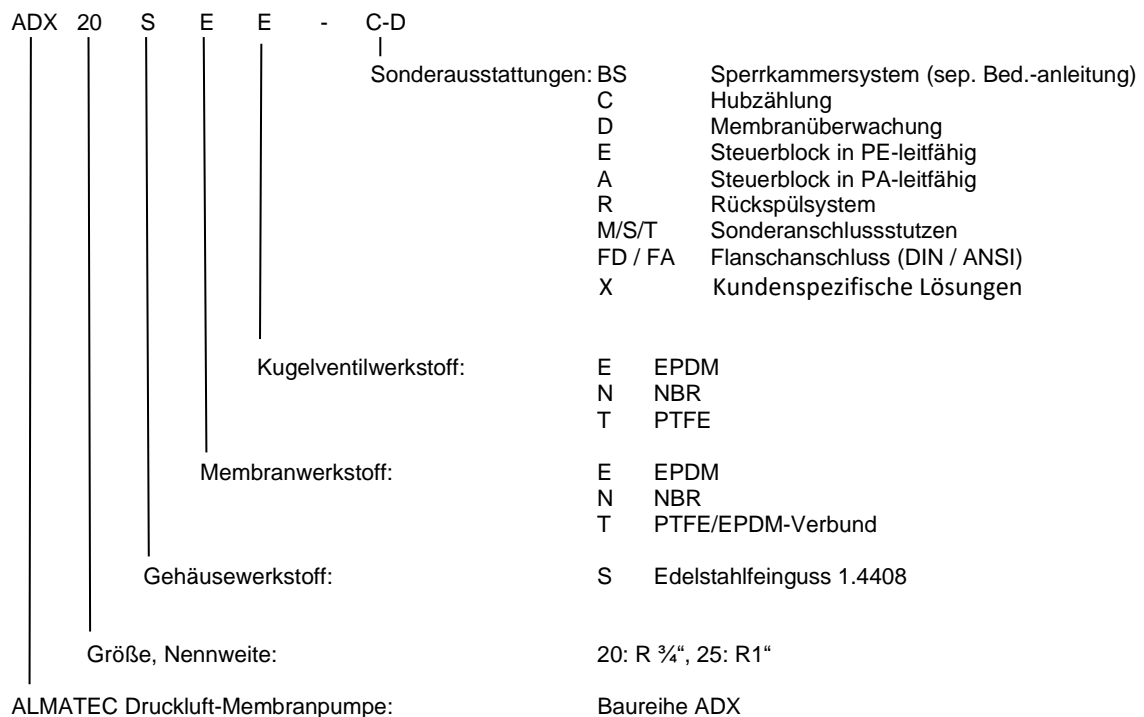 ADX 20 S E E - C-D
Sonderausstattungen: BS Sperrkammersystem (sep. Bed.-anleitung)
C Hubzählung
D Membranüberwachung
E Steuerblock in PE-leitfähig
A Steuerblock in PA-leitfähig
R Rückspülsystem
M/S/T Sonderanschlussstutzen
FD / FA Flanschanschluss (DIN / ANSI)
X Kundenspezifische Lösungen
Kugelventilwerkstoff: E EPDM
N NBR
T PTFE
Membranwerkstoff: E EPDM
N NBR
T PTFE/EPDM-Verbund
Gehäusewerkstoff: S Edelstahlfeinguss 1.4408
Größe, Nennweite: 20: R ¾“, 25: R1“
ALMATEC Druckluft-Membranpumpe: Baureihe ADX